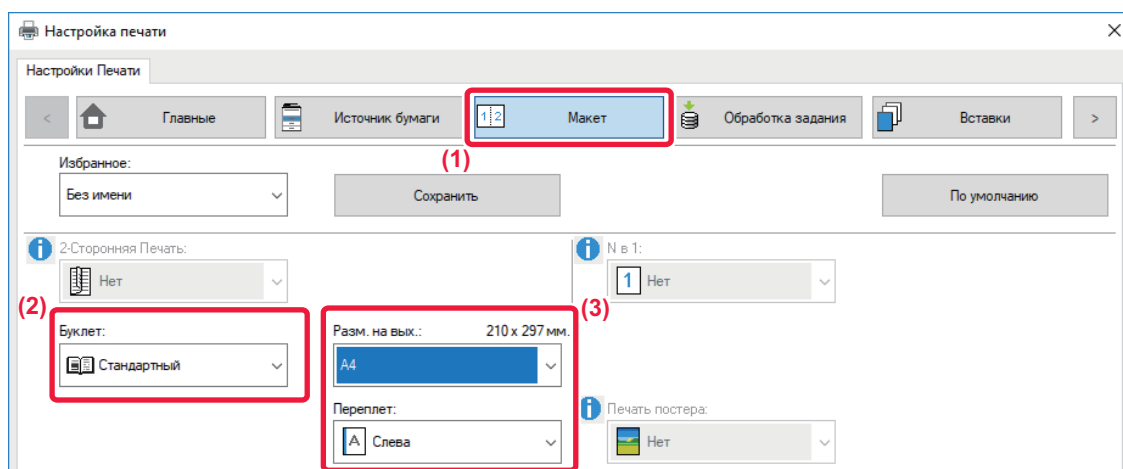 Настройка печати
Настройки Печати
< Главные Источник бумаги 1 2 Макет Обработка задания Вставки >
(1)
Избранное:
Без имени Сохранить По умолчанию
2-Сторонняя Печать: N в 1:
Нет 1 Нет
(2) (3)
Буклет: Разм. на вых.: 210 x 297 мм.
Стандартный A4
Переплет: Печать постера:
A Слева Нет